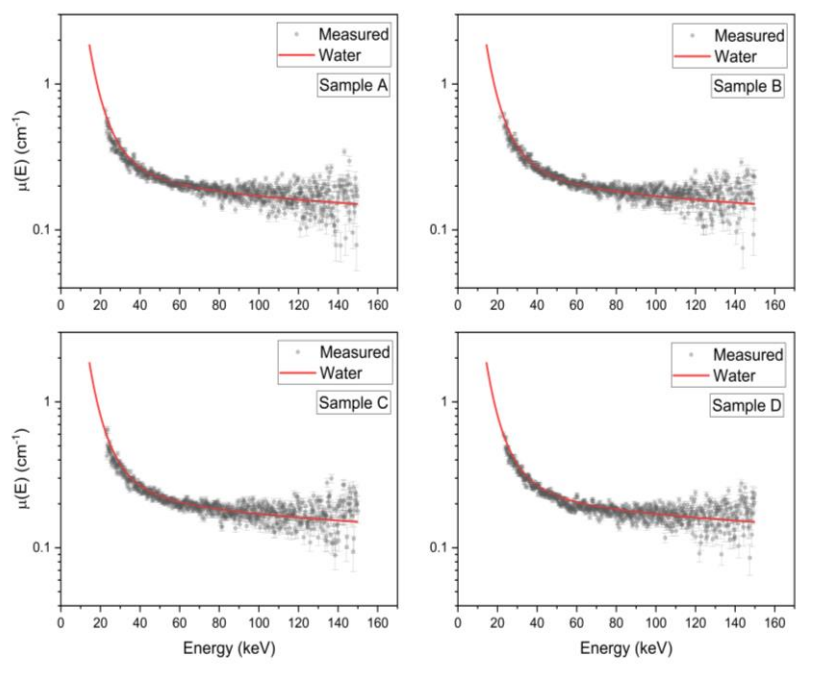 Measured
Water
Sample A
1
0.1
μ(E) (cm⁻¹)
0 20 40 60 80 100 120 140 160
Measured
Water
Sample B
1
0.1
0 20 40 60 80 100 120 140 160
Measured
Water
Sample C
1
0.1
μ(E) (cm⁻¹)
0 20 40 60 80 100 120 140 160
Energy (keV)
Measured
Water
Sample D
1
0.1
0 20 40 60 80 100 120 140 160
Energy (keV)